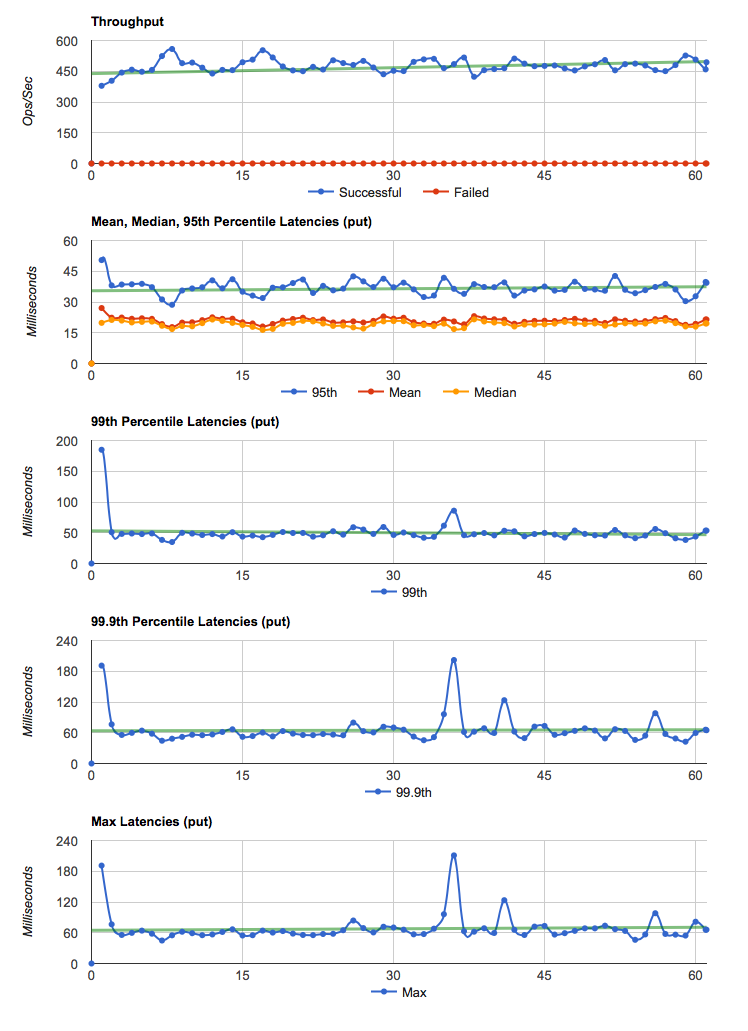 Throughput
600
450
300
150
0
Ops/Sec
0 15 30 45 60
Successful Failed
Mean, Median, 95th Percentile Latencies (put)
60
45
30
15
0
Milliseconds
0 15 30 45 60
95th Mean Median
99th Percentile Latencies (put)
200
150
100
50
0
Milliseconds
0 15 30 45 60
99th
99.9th Percentile Latencies (put)
240
180
120
60
0
Milliseconds
0 15 30 45 60
99.9th
Max Latencies (put)
240
180
120
60
0
Milliseconds
0 15 30 45 60
Max